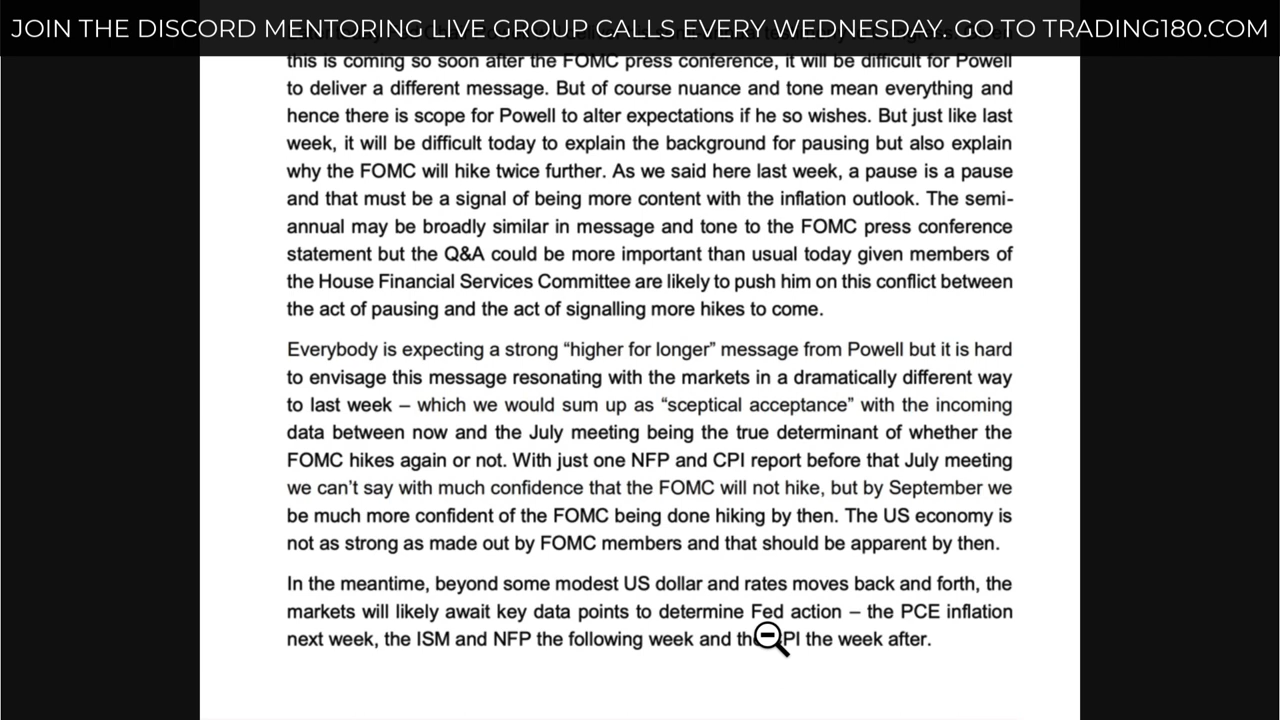 JOIN THE DISCORD MENTORING LIVE GROUP CALLS EVERY WEDNESDAY. GO TO TRADING180.COM
this is coming so soon after the FOMC press conference, it will be difficult for Powell
to deliver a different message. But of course nuance and tone mean everything and
hence there is scope for Powell to alter expectations if he so wishes. But just like last
week, it will be difficult today to explain the background for pausing but also explain
why the FOMC will hike twice further. As we said here last week, a pause is a pause
and that must be a signal of being more content with the inflation outlook. The semi-
annual may be broadly similar in message and tone to the FOMC press conference
statement but the Q&A could be more important than usual today given members of
the House Financial Services Committee are likely to push him on this conflict between
the act of pausing and the act of signalling more hikes to come.
Everybody is expecting a strong “higher for longer” message from Powell but it is hard
to envisage this message resonating with the markets in a dramatically different way
to last week – which we would sum up as “sceptical acceptance” with the incoming
data between now and the July meeting being the true determinant of whether the
FOMC hikes again or not. With just one NFP and CPI report before that July meeting
we can’t say with much confidence that the FOMC will not hike, but by September we
be much more confident of the FOMC being done hiking by then. The US economy is
not as strong as made out by FOMC members and that should be apparent by then.
In the meantime, beyond some modest US dollar and rates moves back and forth, the
markets will likely await key data points to determine Fed action – the PCE inflation
next week, the ISM and NFP the following week and the CPI the week after.